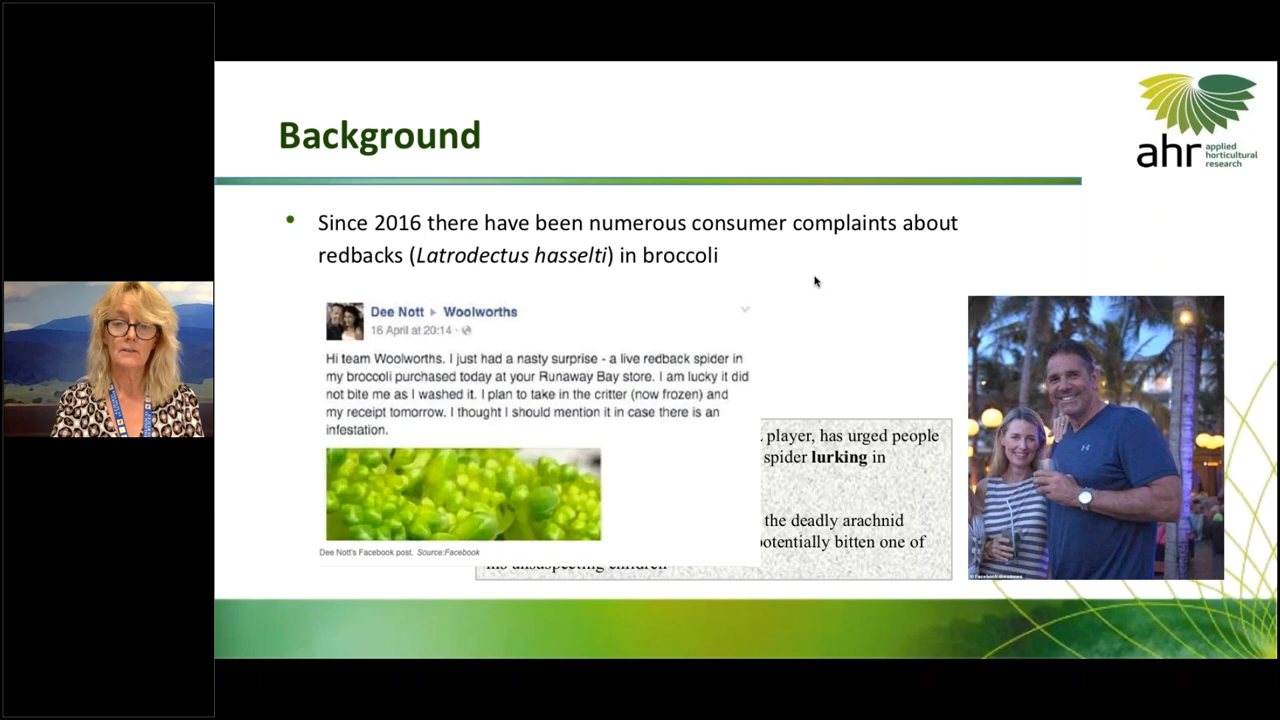 Background
ahr applied
horticultural
research
Since 2016 there have been numerous consumer complaints about
redbacks (Latrodectus hasselti) in broccoli
Dee Nott ▸ Woolworths
16 April at 20:14 ·
Hi team Woolworths. I just had a nasty surprise - a live redback spider in
my broccoli purchased today at your Runaway Bay store. I am lucky it did
not bite me as I washed it. I plan to take in the critter (now frozen) and
my receipt tomorrow. I thought I should mention it in case there is an
infestation.
Dee Nott's Facebook post. Source:Facebook
player, has urged people
spider lurking in
the deadly arachnid
potentially bitten one of
his unsuspecting children